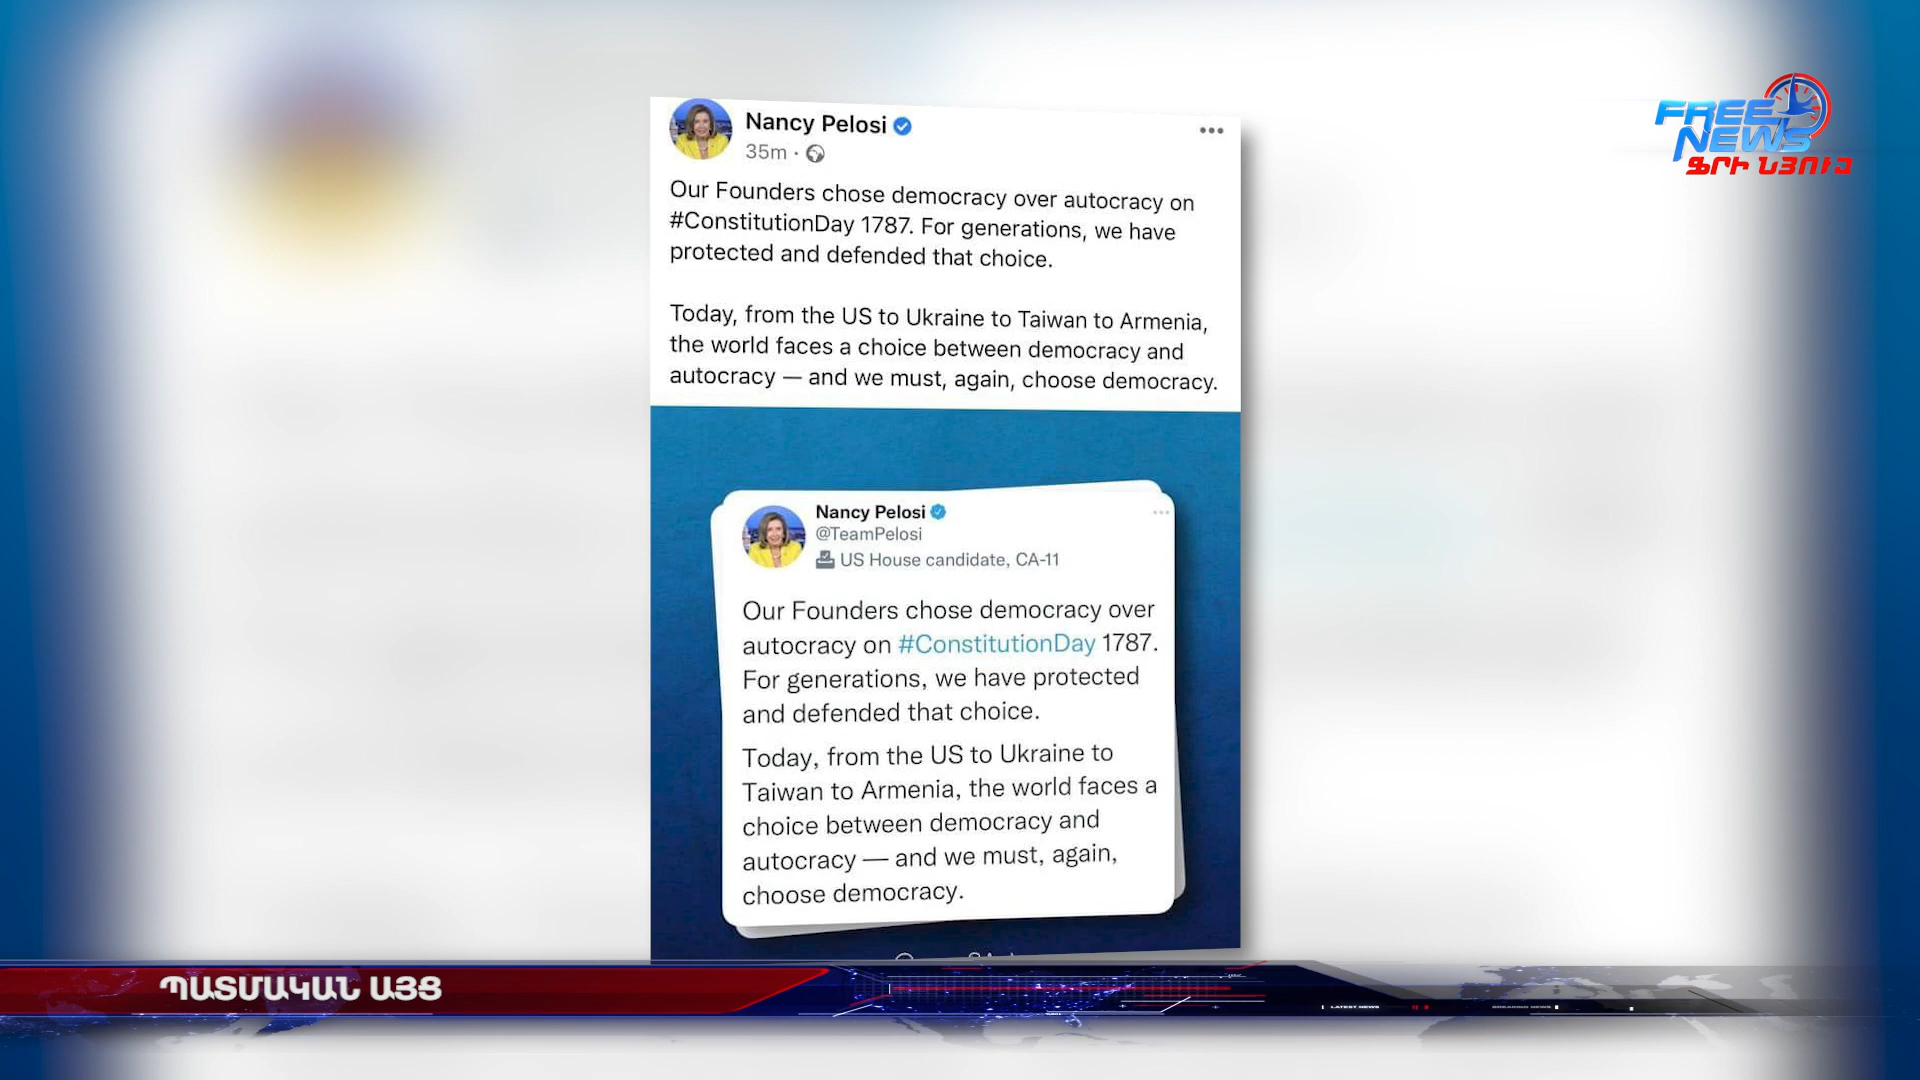 FREE
NEWS
ՖՐԻ ՆՅՈՒԶ
Nancy Pelosi
35m ·
Our Founders chose democracy over autocracy on
#ConstitutionDay 1787. For generations, we have
protected and defended that choice.
Today, from the US to Ukraine to Taiwan to Armenia,
the world faces a choice between democracy and
autocracy — and we must, again, choose democracy.
Nancy Pelosi
@TeamPelosi
US House candidate, CA-11
Our Founders chose democracy over
autocracy on #ConstitutionDay 1787.
For generations, we have protected
and defended that choice.
Today, from the US to Ukraine to
Taiwan to Armenia, the world faces a
choice between democracy and
autocracy — and we must, again,
choose democracy.
ՊԱՏՄԱԿԱՆ ԱՅՑ
LATEST NEWS
BREAKING NEWS